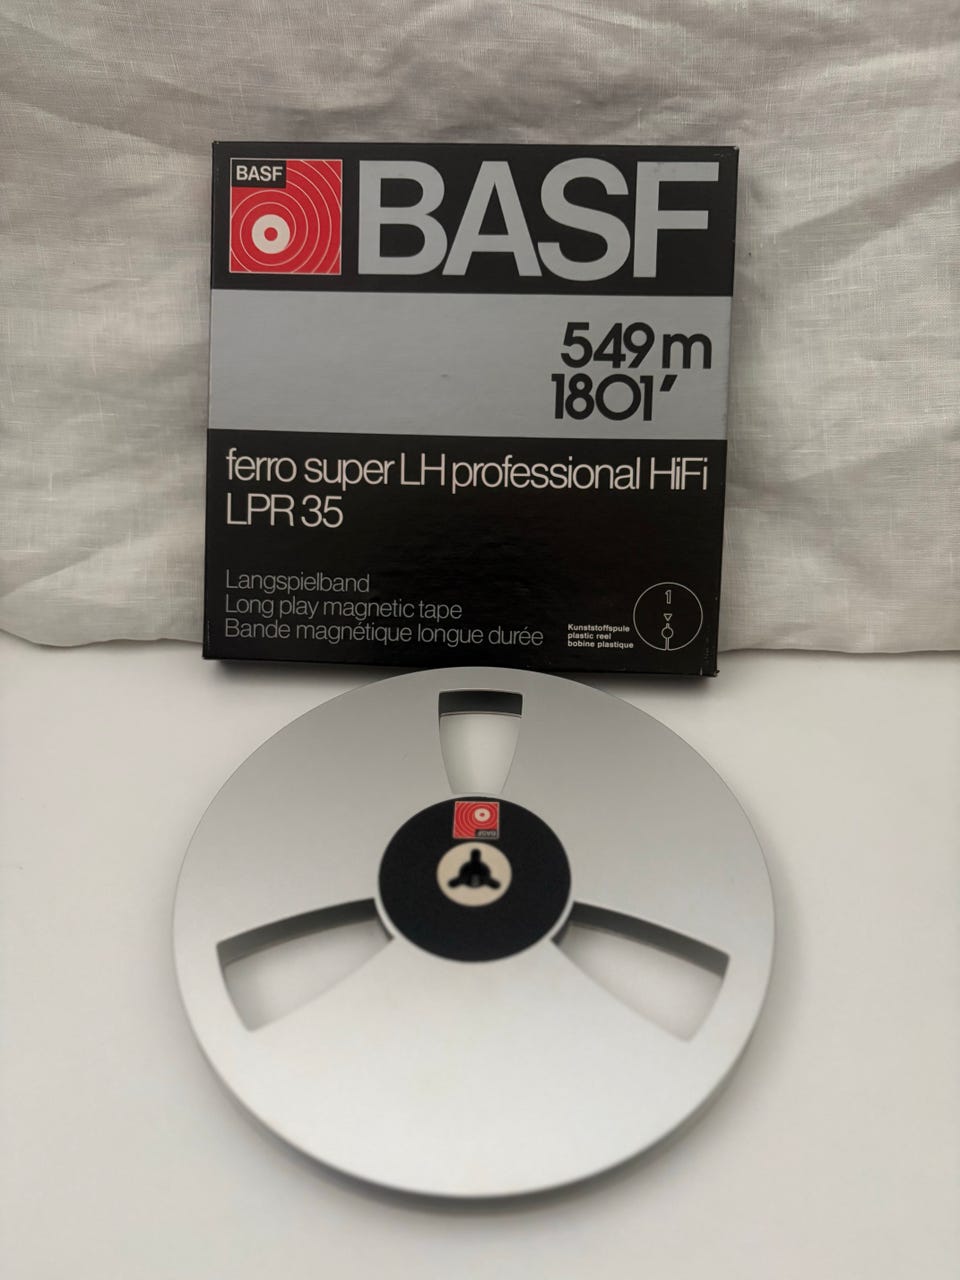 BASF
BASF
549 m
1801′
ferro super LH professional HiFi
LPR 35
Langspielband
Long play magnetic tape
Bande magnétique longue durée
1
Kunststoffspule
plastic reel
bobine plastique
BASF